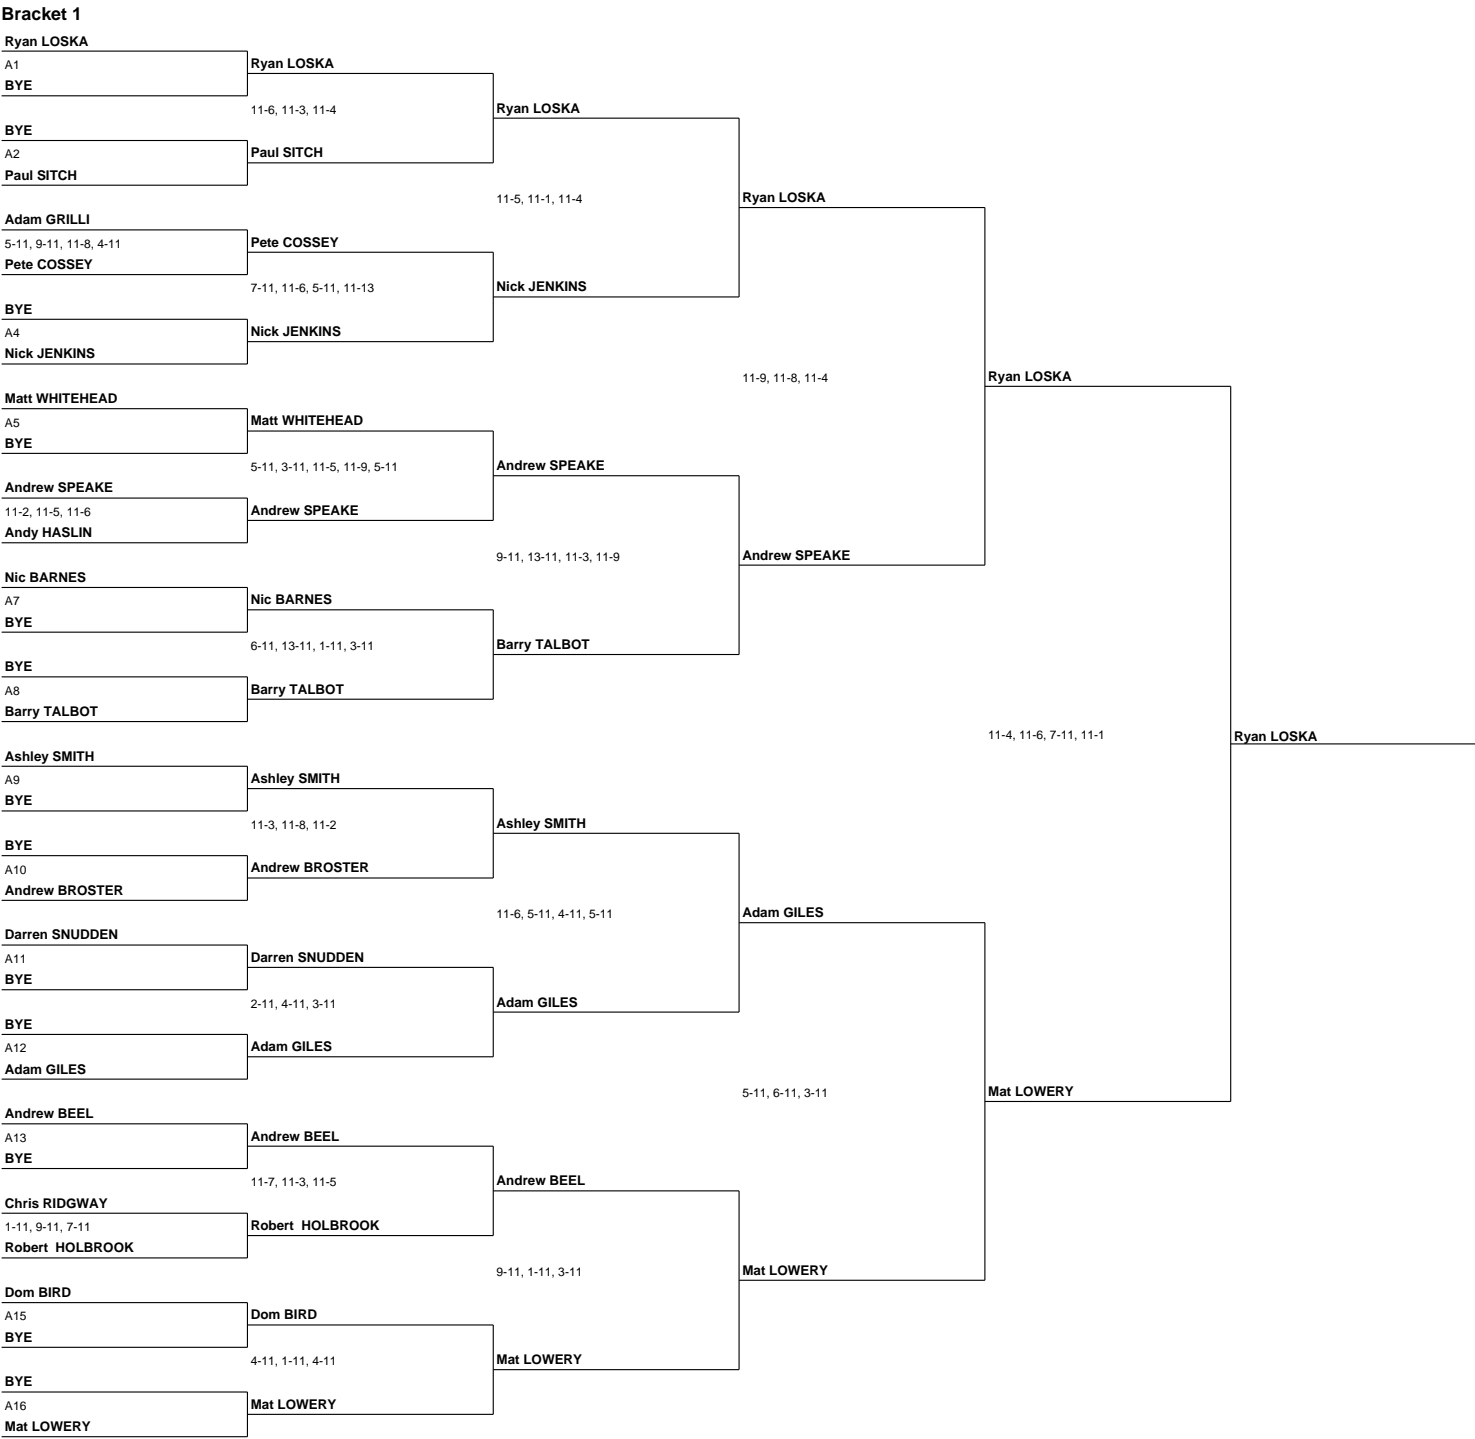 Bracket 1
Ryan LOSKA
A1
BYE
BYE
A2
Paul SITCH
Adam GRILLI
5-11, 9-11, 11-8, 4-11
Pete COSSEY
BYE
A4
Nick JENKINS
Matt WHITEHEAD
A5
BYE
Andrew SPEAKE
11-2, 11-5, 11-6
Andy HASLIN
Nic BARNES
A7
BYE
BYE
A8
Barry TALBOT
Ashley SMITH
A9
BYE
BYE
A10
Andrew BROSTER
Darren SNUDDEN
A11
BYE
BYE
A12
Adam GILES
Andrew BEEL
A13
BYE
Chris RIDGWAY
1-11, 9-11, 7-11
Robert  HOLBROOK
Dom BIRD
A15
BYE
BYE
A16
Mat LOWERY
Ryan LOSKA
11-6, 11-3, 11-4
Paul SITCH
Pete COSSEY
7-11, 11-6, 5-11, 11-13
Nick JENKINS
Matt WHITEHEAD
5-11, 3-11, 11-5, 11-9, 5-11
Andrew SPEAKE
Nic BARNES
6-11, 13-11, 1-11, 3-11
Barry TALBOT
Ashley SMITH
11-3, 11-8, 11-2
Andrew BROSTER
Darren SNUDDEN
2-11, 4-11, 3-11
Adam GILES
Andrew BEEL
11-7, 11-3, 11-5
Robert  HOLBROOK
Dom BIRD
4-11, 1-11, 4-11
Mat LOWERY
Ryan LOSKA
11-5, 11-1, 11-4
Nick JENKINS
Andrew SPEAKE
9-11, 13-11, 11-3, 11-9
Barry TALBOT
Ashley SMITH
11-6, 5-11, 4-11, 5-11
Adam GILES
Andrew BEEL
9-11, 1-11, 3-11
Mat LOWERY
Ryan LOSKA
11-9, 11-8, 11-4
Andrew SPEAKE
Adam GILES
5-11, 6-11, 3-11
Mat LOWERY
Ryan LOSKA
11-4, 11-6, 7-11, 11-1
Mat LOWERY
Ryan LOSKA